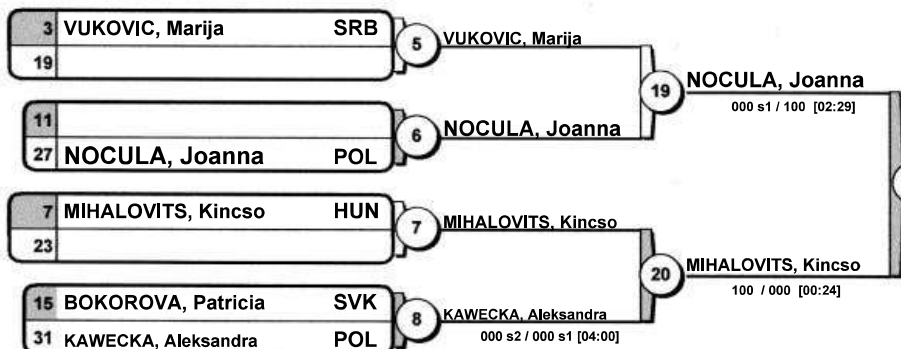 3 VUKOVIC, Marija SRB
19
5 VUKOVIC, Marija
19 NOCULA, Joanna
000 s1 / 100 [02:29]
11
27 NOCULA, Joanna POL
6 NOCULA, Joanna
7 MIHALOVITS, Kincso HUN
23
7 MIHALOVITS, Kincso
20 MIHALOVITS, Kincso
100 / 000 [00:24]
15 BOKOROVA, Patricia SVK
31 KAWECKA, Aleksandra POL
8 KAWECKA, Aleksandra
000 s2 / 000 s1 [04:00]